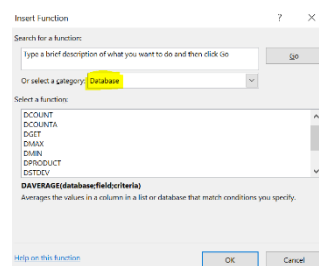 Insert Function ? ×
Search for a function:
Type a brief description of what you want to do and then click Go
Go
Or select a category: Database
Select a function:
DCOUNT
DCOUNTA
DGET
DMAX
DMIN
DPRODUCT
DSTDEV
DAVERAGE(database;field;criteria)
Averages the values in a column in a list or database that match conditions you specify.
Help on this function
OK
Cancel